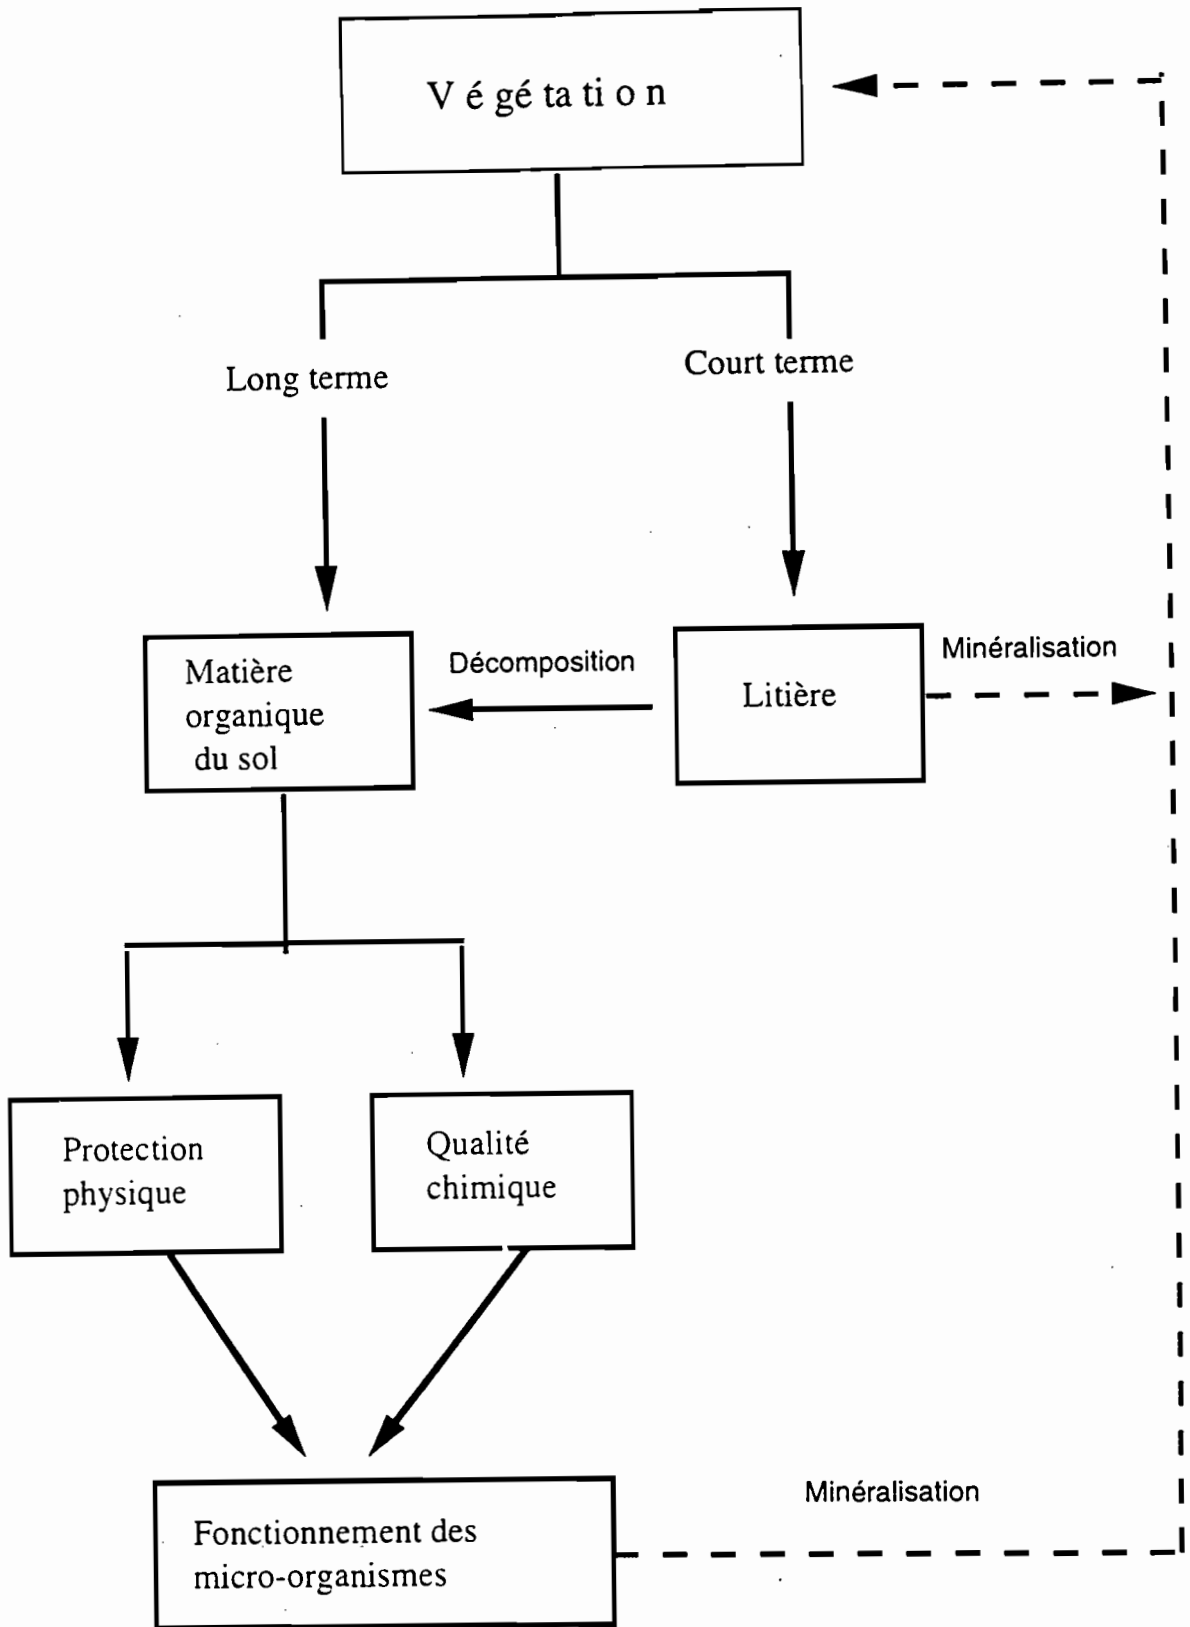 Végétation
Long terme
Court terme
Matière
organique
du sol
Décomposition
Litière
Minéralisation
Protection
physique
Qualité
chimique
Fonctionnement des
micro-organismes
Minéralisation